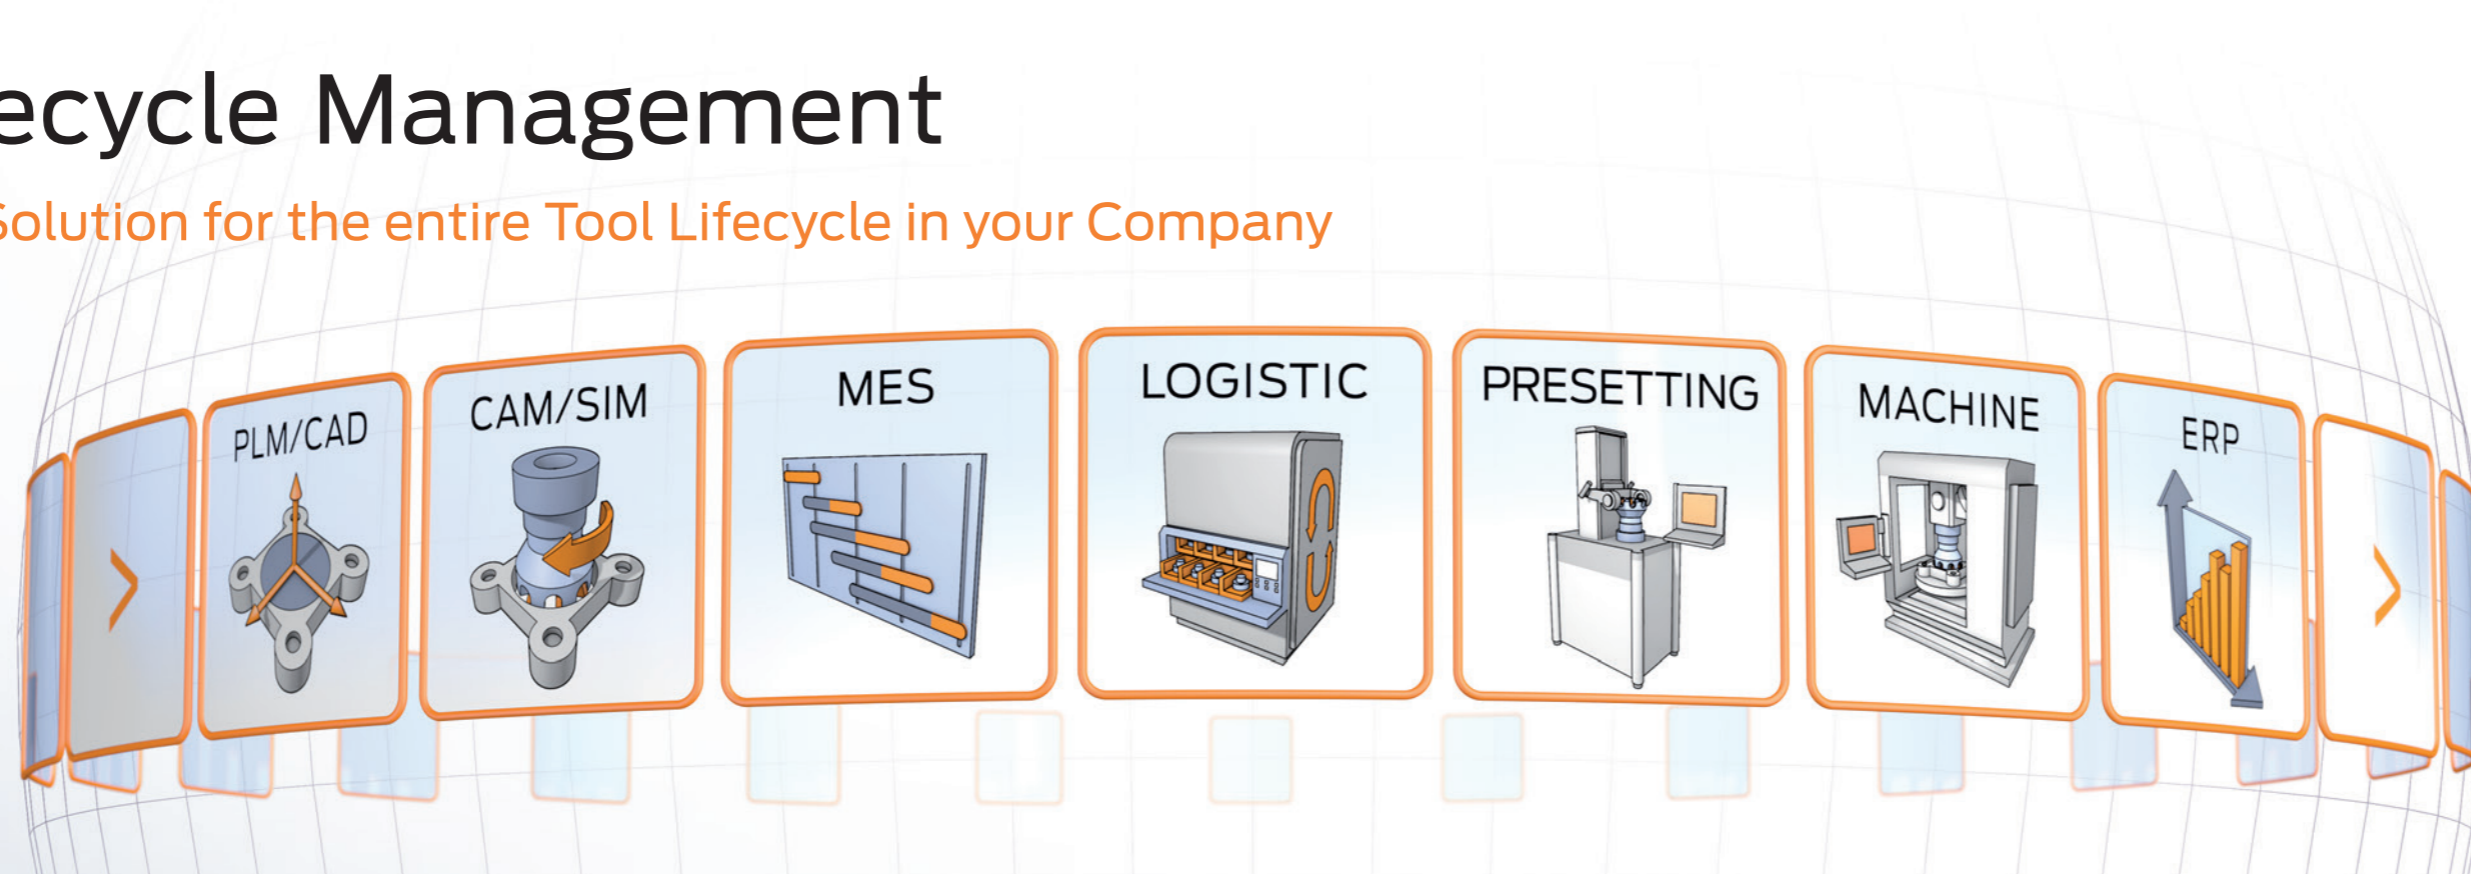 ecycle Management
Solution for the entire Tool Lifecycle in your Company
PLM/CAD
CAM/SIM
MES
LOGISTIC
PRESETTING
MACHINE
ERP